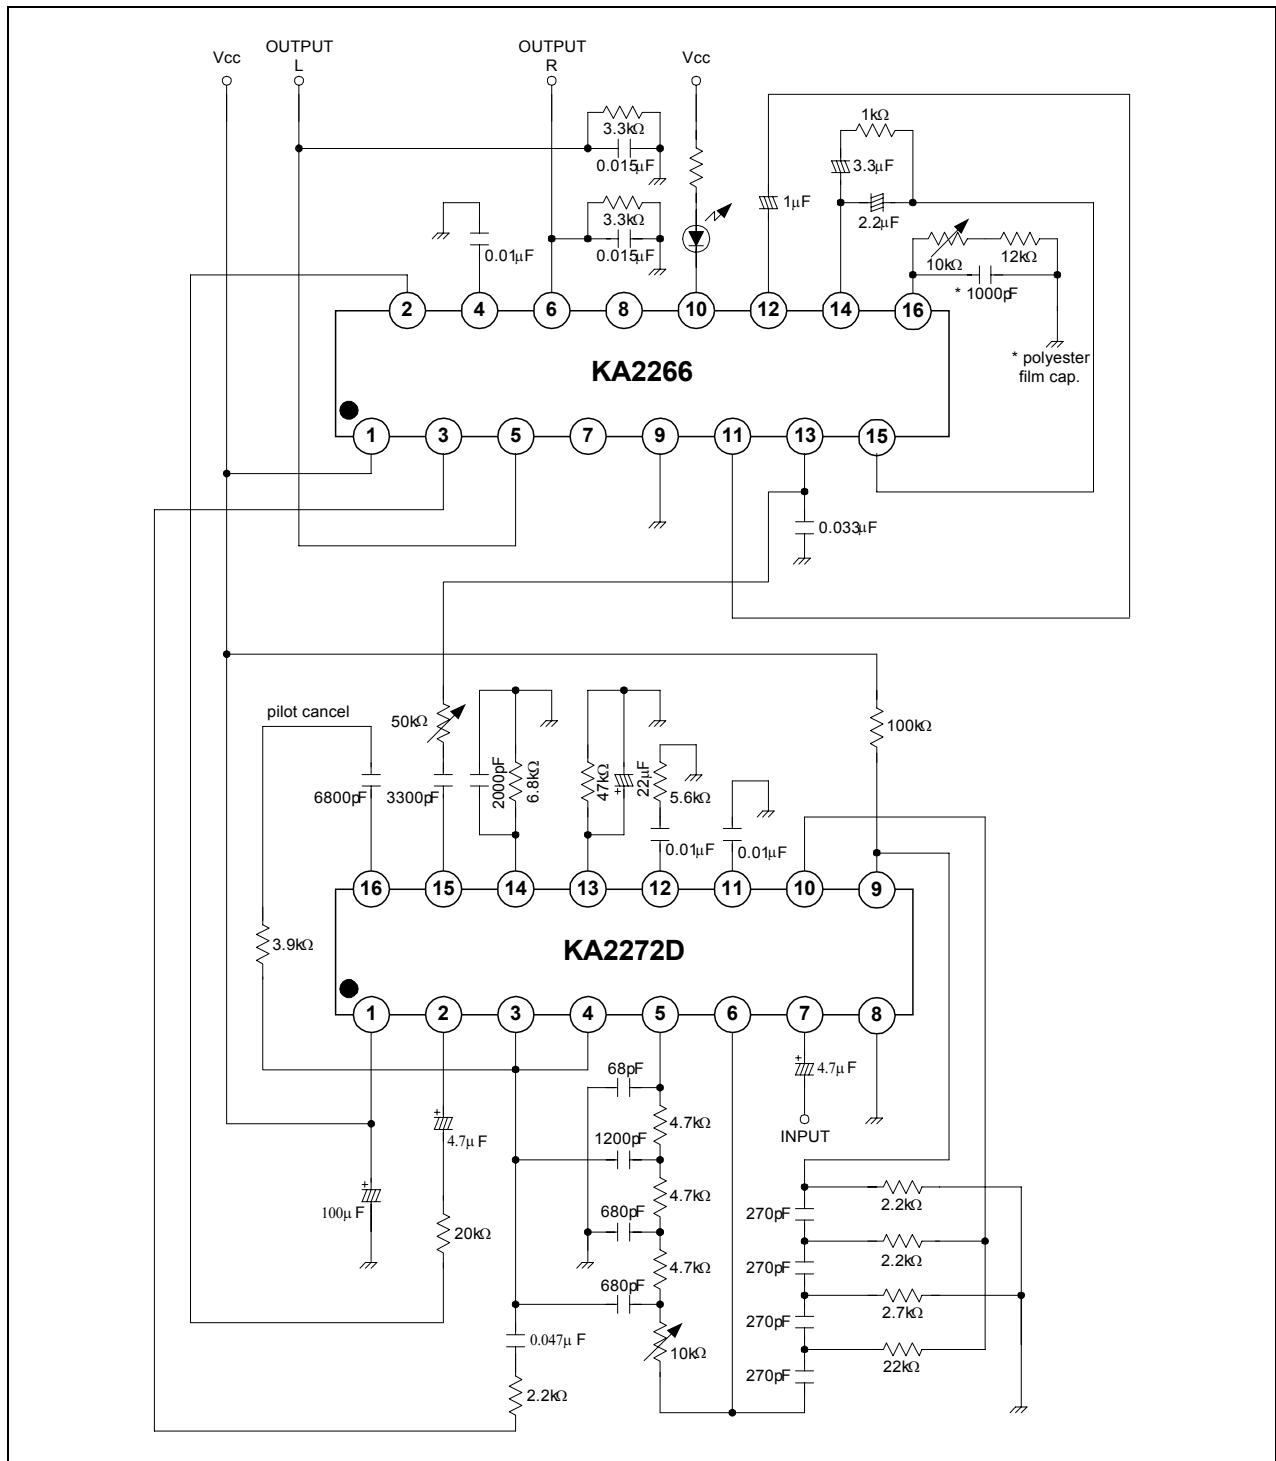 Vcc
OUTPUT
L
OUTPUT
R
Vcc
3.3kΩ
0.015µF
3.3kΩ
0.015µF
0.01µF
1µF
1kΩ
3.3µF
2.2µF
10kΩ
12kΩ
* 1000pF
* polyester
film cap.
2
4
6
8
10
12
14
16
KA2266
1
3
5
7
9
11
13
15
0.033µF
pilot cancel
50kΩ
100kΩ
6800pF
3300pF
2000pF
6.8kΩ
47kΩ
+
22µF
5.6kΩ
0.01µF
0.01µF
16
15
14
13
12
11
10
9
3.9kΩ
KA2272D
1
2
3
4
5
6
7
8
+
4.7µ F
INPUT
68pF
4.7kΩ
+
4.7µ F
1200pF
4.7kΩ
+
100µ F
20kΩ
680pF
4.7kΩ
680pF
10kΩ
0.047µ F
2.2kΩ
270pF
2.2kΩ
270pF
2.2kΩ
270pF
2.7kΩ
270pF
22kΩ